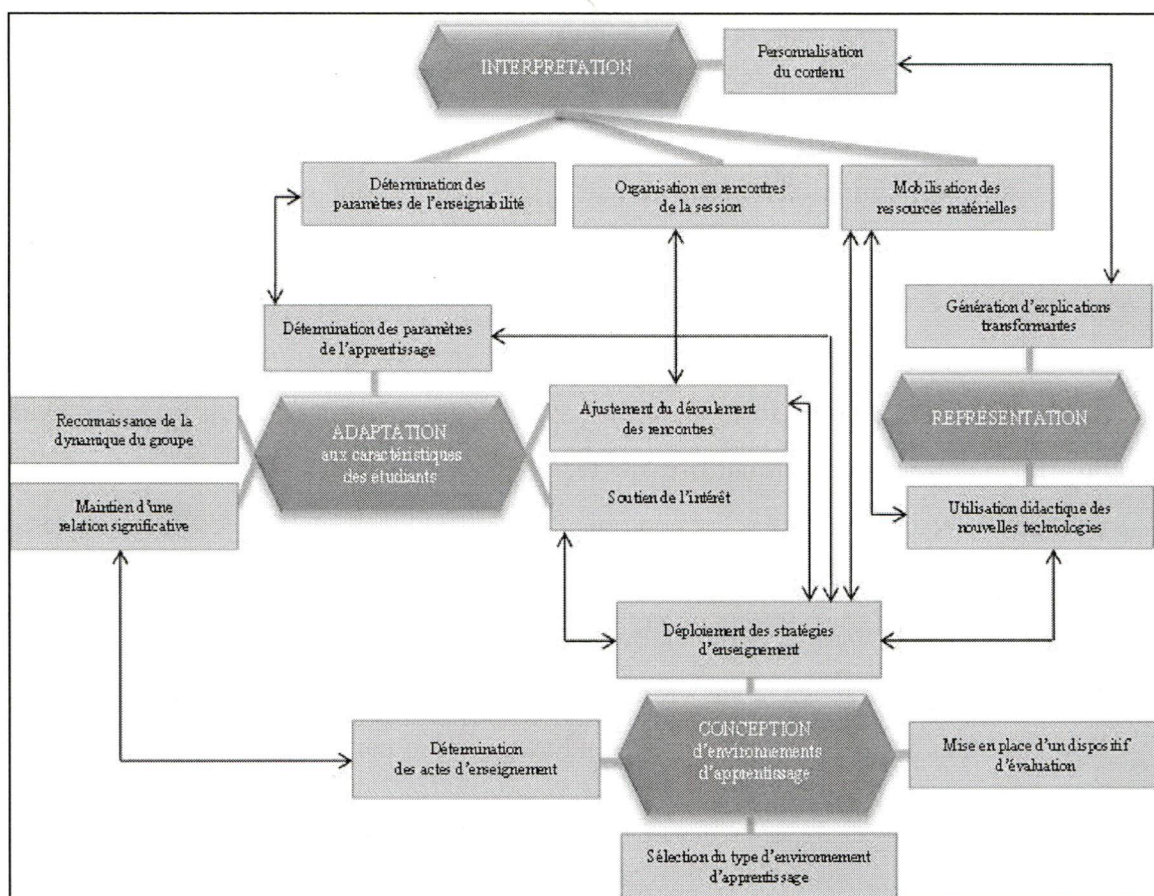 INTERPRÉTATION
Personnalisation
du contenu
Détermination des
paramètres de l'enseignabilité
Organisation en rencontres
de la session
Mobilisation des
ressources matérielles
Détermination des paramètres
de l'apprentissage
Génération d'explications
transformantes
Reconnaissance de la
dynamique du groupe
ADAPTATION
aux caractéristiques
des étudiants
Ajustement du déroulement
des rencontres
REPRÉSENTATION
Maintien d'une
relation significative
Soutien de l'intérêt
Utilisation didactique des
nouvelles technologies
Déploiement des stratégies
d'enseignement
Détermination
des actes d'enseignement
CONCEPTION
d'environnements
d'apprentissage
Mise en place d'un dispositif
d'évaluation
Sélection du type d'environnement
d'apprentissage